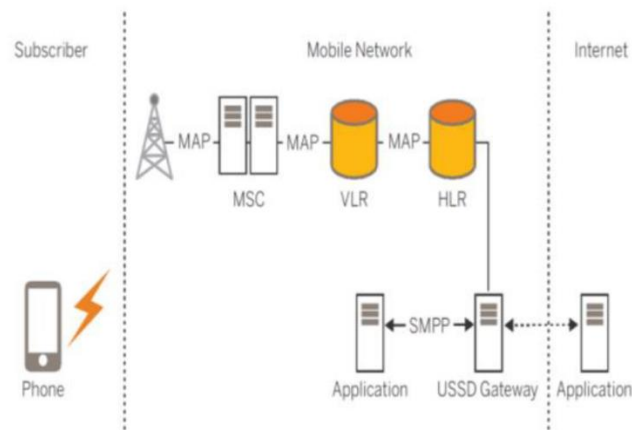 Subscriber
Mobile Network
Internet
MAP
MAP
MAP
MSC
VLR
HLR
SMPP
Phone
Application
USSD Gateway
Application